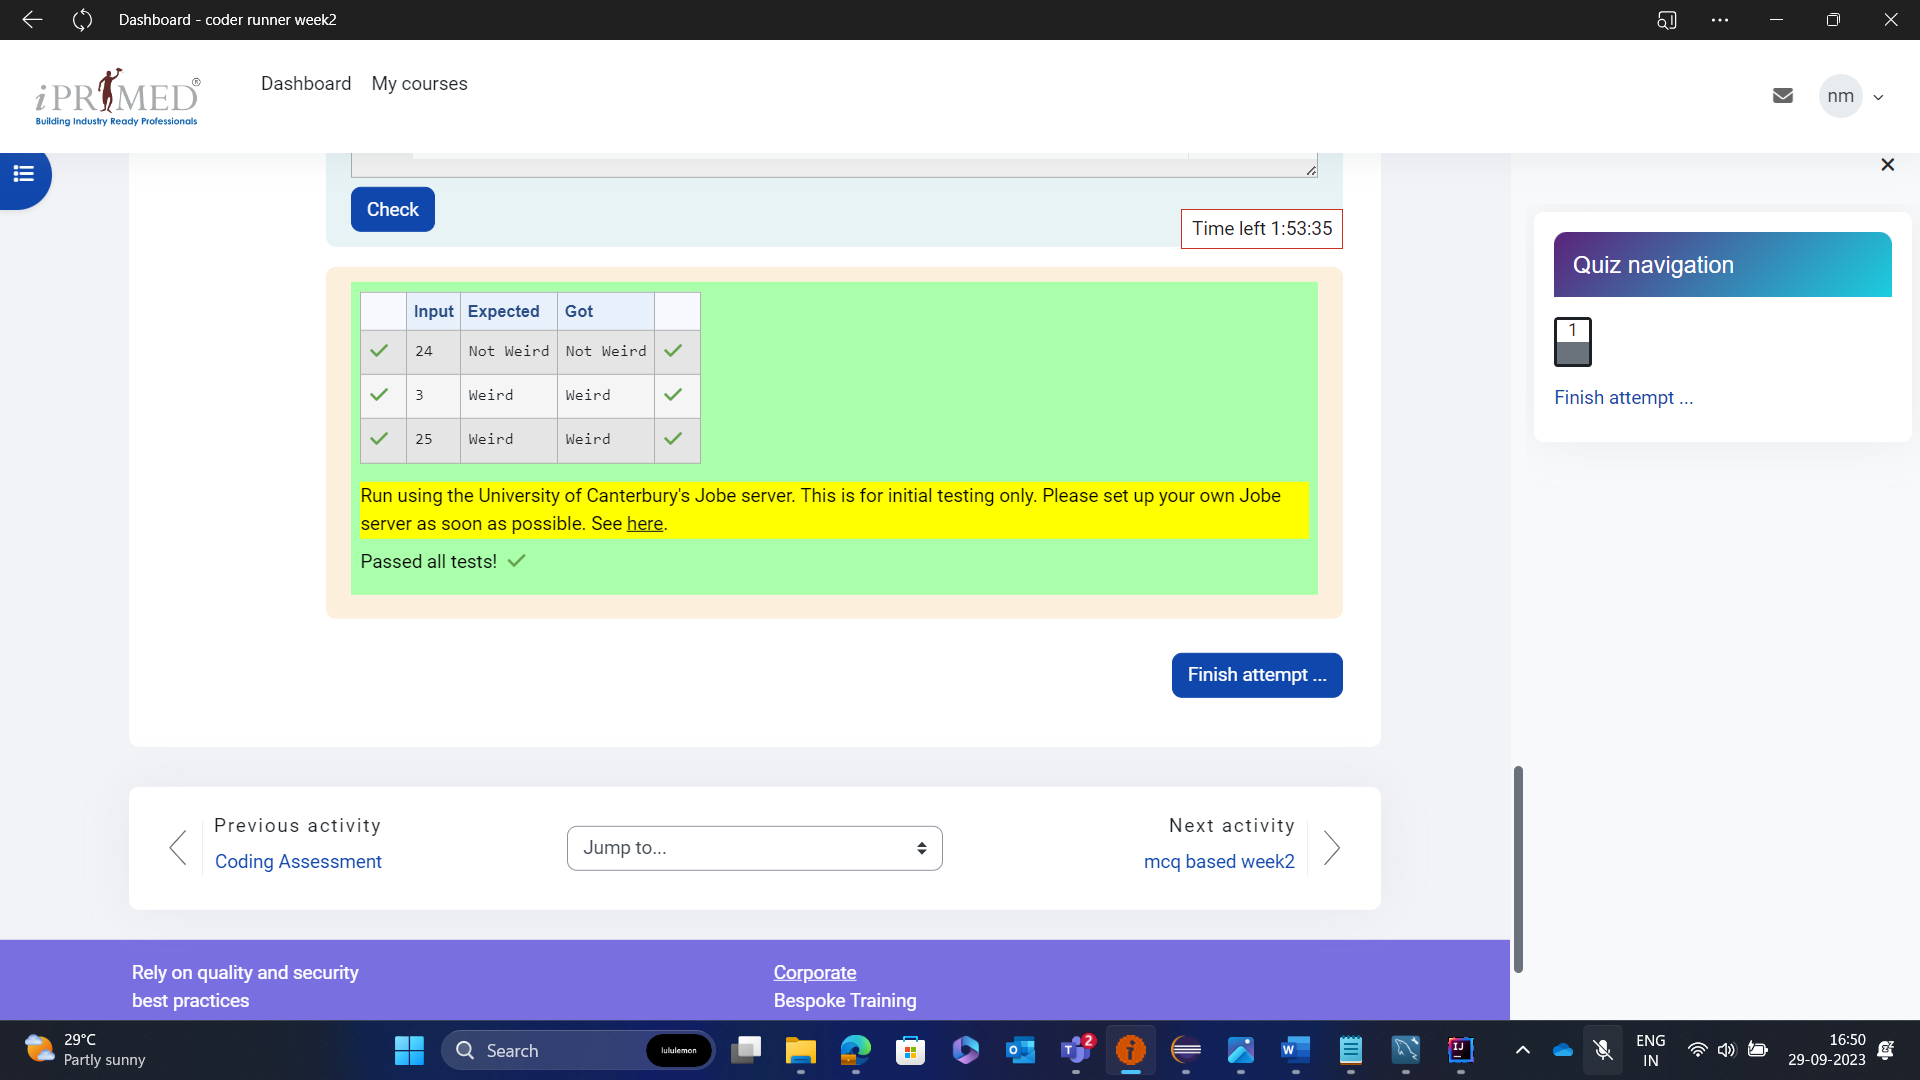 Dashboard - coder runner week2
iPRIMED®
Building Industry Ready Professionals
Dashboard
My courses
nm
Check
Time left 1:53:35
Input Expected Got
24 Not Weird Not Weird
3 Weird Weird
25 Weird Weird
Run using the University of Canterbury's Jobe server. This is for initial testing only. Please set up your own Jobe
server as soon as possible. See here.
Passed all tests!
Finish attempt ...
Quiz navigation
1
Finish attempt ...
Previous activity
Coding Assessment
Jump to...
Next activity
mcq based week2
Rely on quality and security
best practices
Corporate
Bespoke Training
29°C
Partly sunny
Search
lululemon
2
ENG
IN
16:50
29-09-2023